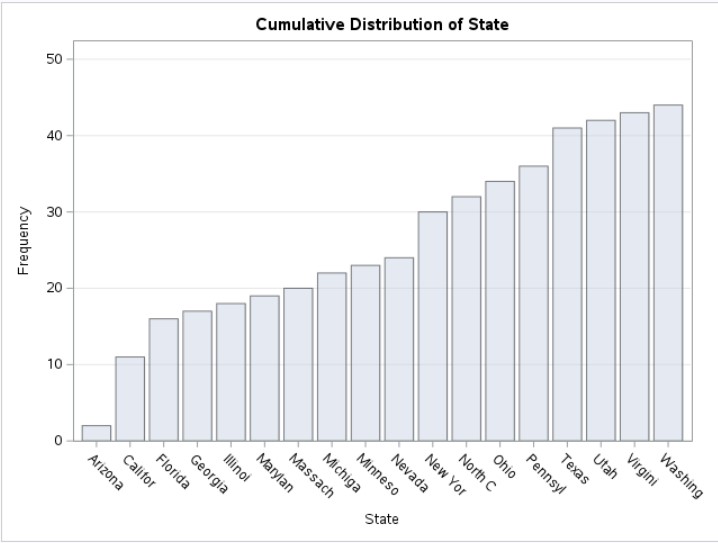 Cumulative Distribution of State
50
40
30
20
10
0
Frequency
Arizona
Califor
Florida
Georgia
Illinoi
Marylan
Massach
Michiga
Minneso
Nevada
New Yor
North C
Ohio
Pennsyl
Texas
Utah
Virgini
Washing
State